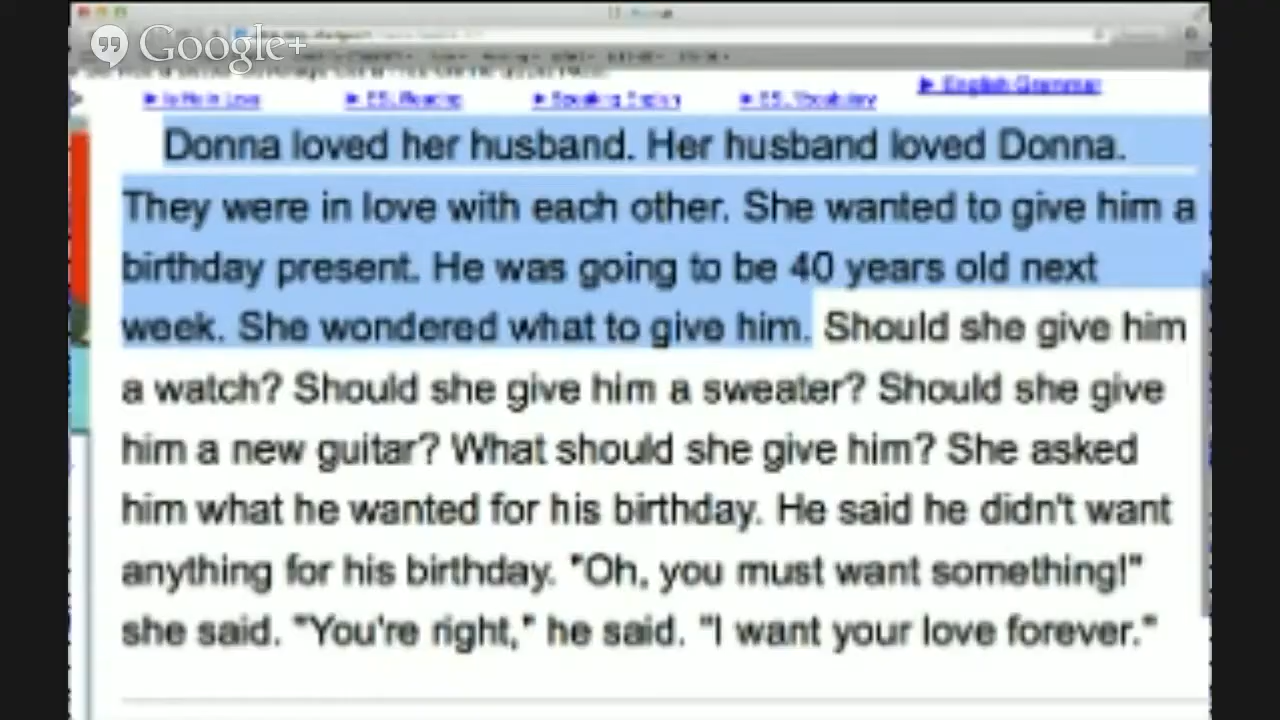 Google+
English Grammar
Donna loved her husband. Her husband loved Donna.
They were in love with each other. She wanted to give him a
birthday present. He was going to be 40 years old next
week. She wondered what to give him. Should she give him
a watch? Should she give him a sweater? Should she give
him a new guitar? What should she give him? She asked
him what he wanted for his birthday. He said he didn't want
anything for his birthday. "Oh, you must want something!"
she said. "You're right," he said. "I want your love forever."